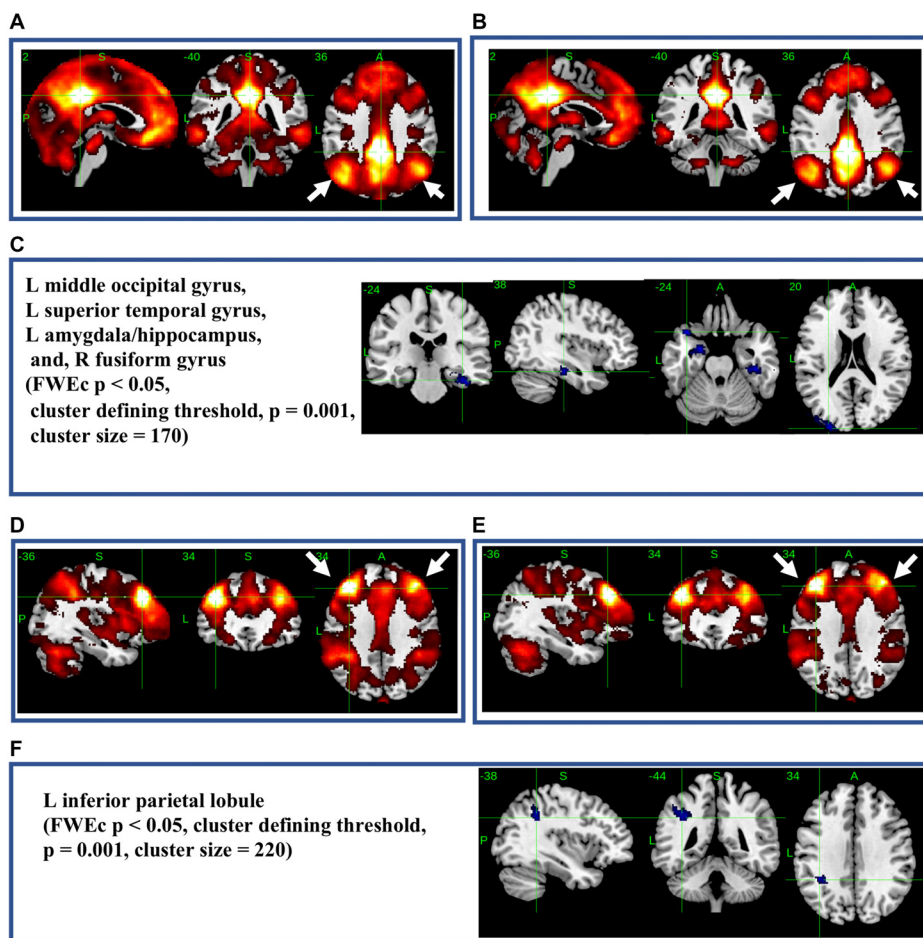 A
B
2 S -40 S 36 A
P L L
2 S -40 S 36 A
P L L
C
L middle occipital gyrus,
L superior temporal gyrus,
L amygdala/hippocampus,
and, R fusiform gyrus
(FWEc p < 0.05,
cluster defining threshold, p = 0.001,
cluster size = 170)
-24 S 38 S -24 A 20 A
L P L L
D
E
-36 S 34 S 34 A
P L L
-36 S 34 S 34 A
P L L
F
L inferior parietal lobule
(FWEc p < 0.05, cluster defining threshold,
p = 0.001, cluster size = 220)
-38 S -44 S 34 A
P L L